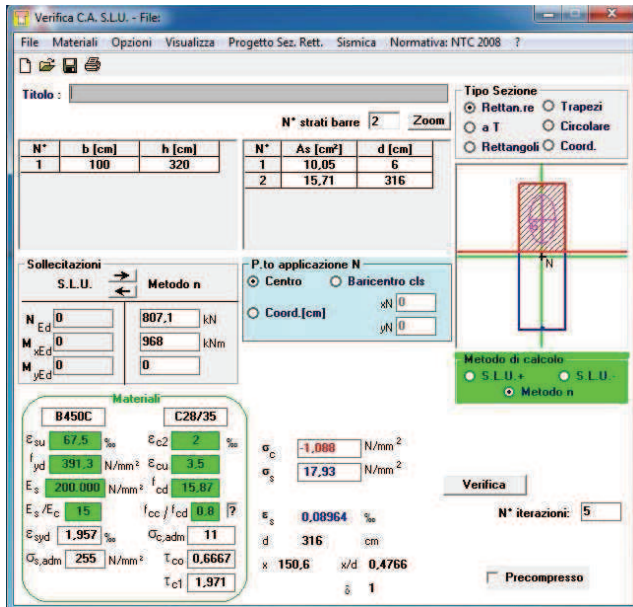 Verifica C.A. S.L.U. - File:
File Materiali Opzioni Visualizza Progetto Sez. Rett. Sismica Normativa: NTC 2008 ?
Titolo :
N° strati barre 2 Zoom
Tipo Sezione
Rettan.re Trapezi
a T Circolare
Rettangoli Coord.
N° b [cm] h [cm]
1 100 320
N° As [cm²] d [cm]
1 10,05 6
2 15,71 316
N
Sollecitazioni
S.L.U. Metodo n
N Ed 0 807,1 kN
M xEd 0 968 kNm
M yEd 0 0
P.to applicazione N
Centro Baricentro cls
Coord.[cm] xN 0
yN 0
Metodo di calcolo
S.L.U.+ S.L.U.-
Metodo n
Materiali
B450C C28/35
εsu 67,5 ‰ εc2 2 ‰
fyd 391,3 N/mm² εcu 3,5
Es 200.000 N/mm² fcd 15,87
Es/Ec 15 fcc/fcd 0,8 ?
εsyd 1,957 ‰ σc,adm 11
σs,adm 255 N/mm² τco 0,6667
τc1 1,971
σc -1,088 N/mm²
σs 17,93 N/mm²
εs 0,08964 ‰
d 316 cm
x 150,6 x/d 0,4766
δ 1
Verifica
N° iterazioni: 5
Precompresso